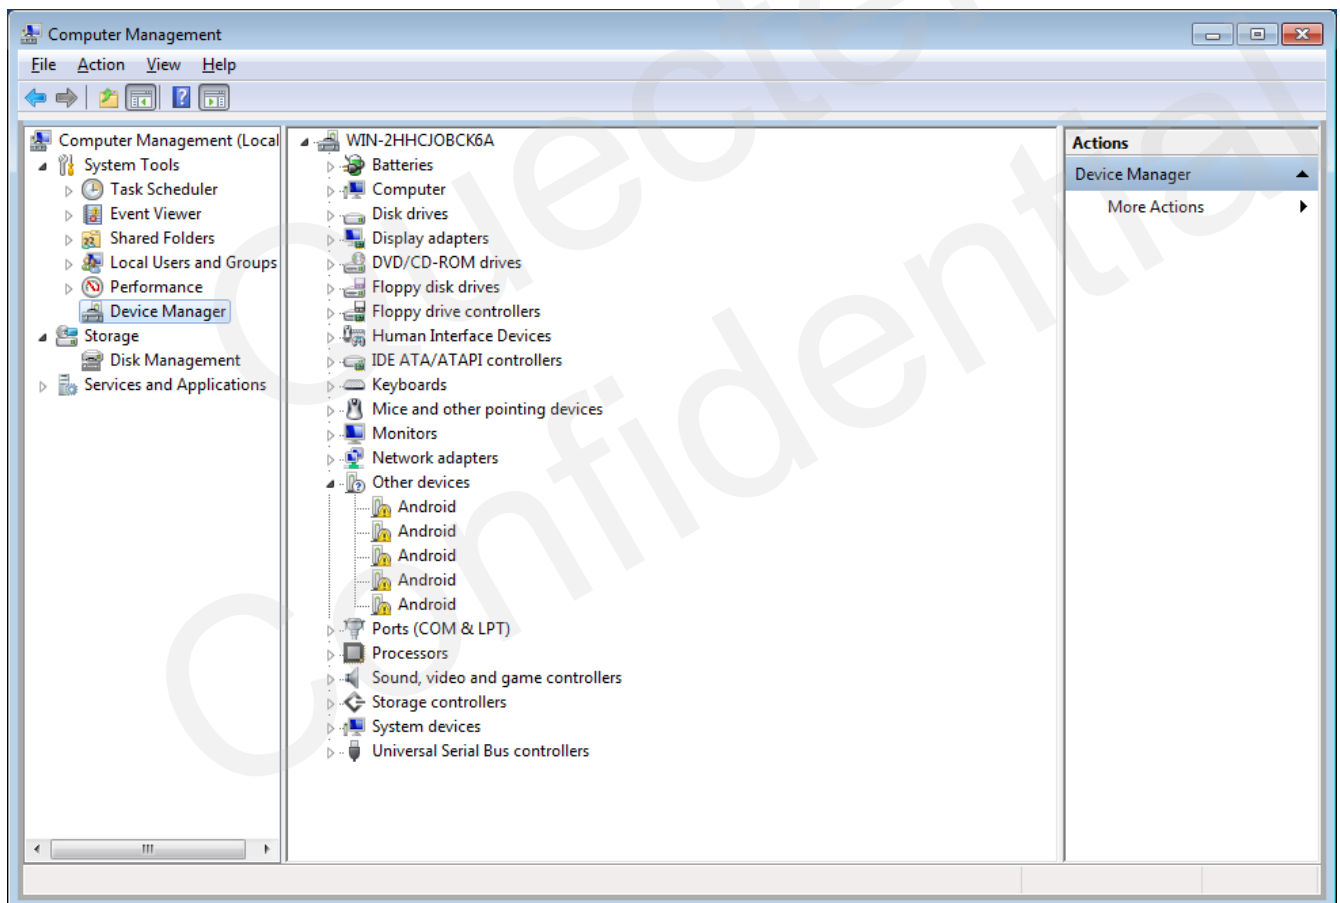 Computer Management
File Action View Help
Computer Management (Local
System Tools
Task Scheduler
Event Viewer
Shared Folders
Local Users and Groups
Performance
Device Manager
Storage
Disk Management
Services and Applications
WIN-2HHCJOBCK6A
Batteries
Computer
Disk drives
Display adapters
DVD/CD-ROM drives
Floppy disk drives
Floppy drive controllers
Human Interface Devices
IDE ATA/ATAPI controllers
Keyboards
Mice and other pointing devices
Monitors
Network adapters
Other devices
Android
Android
Android
Android
Android
Ports (COM & LPT)
Processors
Sound, video and game controllers
Storage controllers
System devices
Universal Serial Bus controllers
Actions
Device Manager
More Actions
Quectel
Confidential